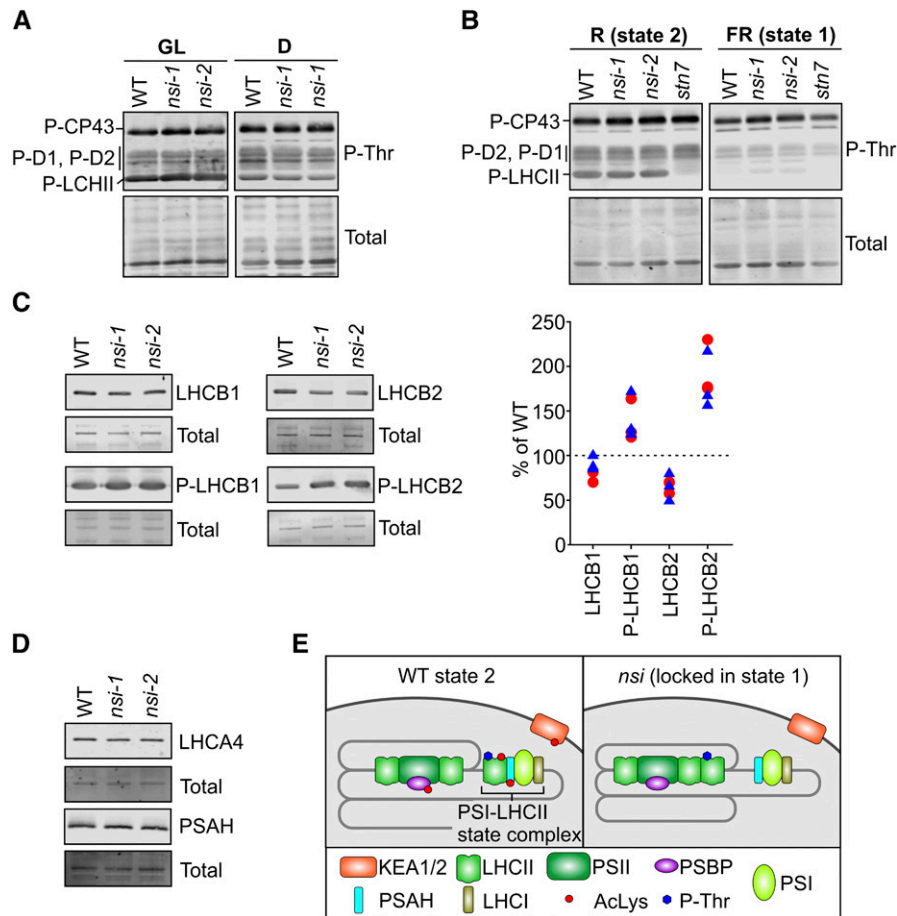 A
GL
D
WT
nsi-1
nsi-2
WT
nsi-1
nsi-1
P-CP43
P-D1, P-D2
P-LCHII
P-Thr
Total
B
R (state 2)
FR (state 1)
WT
nsi-1
nsi-2
stn7
WT
nsi-1
nsi-2
stn7
P-CP43
P-D2, P-D1
P-LHCII
P-Thr
Total
C
WT
nsi-1
nsi-2
LHCB1
Total
P-LHCB1
Total
WT
nsi-1
nsi-2
LHCB2
Total
P-LHCB2
Total
% of WT
250
200
150
100
50
0
LHCB1
P-LHCB1
LHCB2
P-LHCB2
D
WT
nsi-1
nsi-2
LHCA4
Total
PSAH
Total
E
WT state 2
nsi (locked in state 1)
PSI-LHCII
state complex
KEA1/2
LHCII
PSII
PSBP
PSI
PSAH
LHCI
AcLys
P-Thr